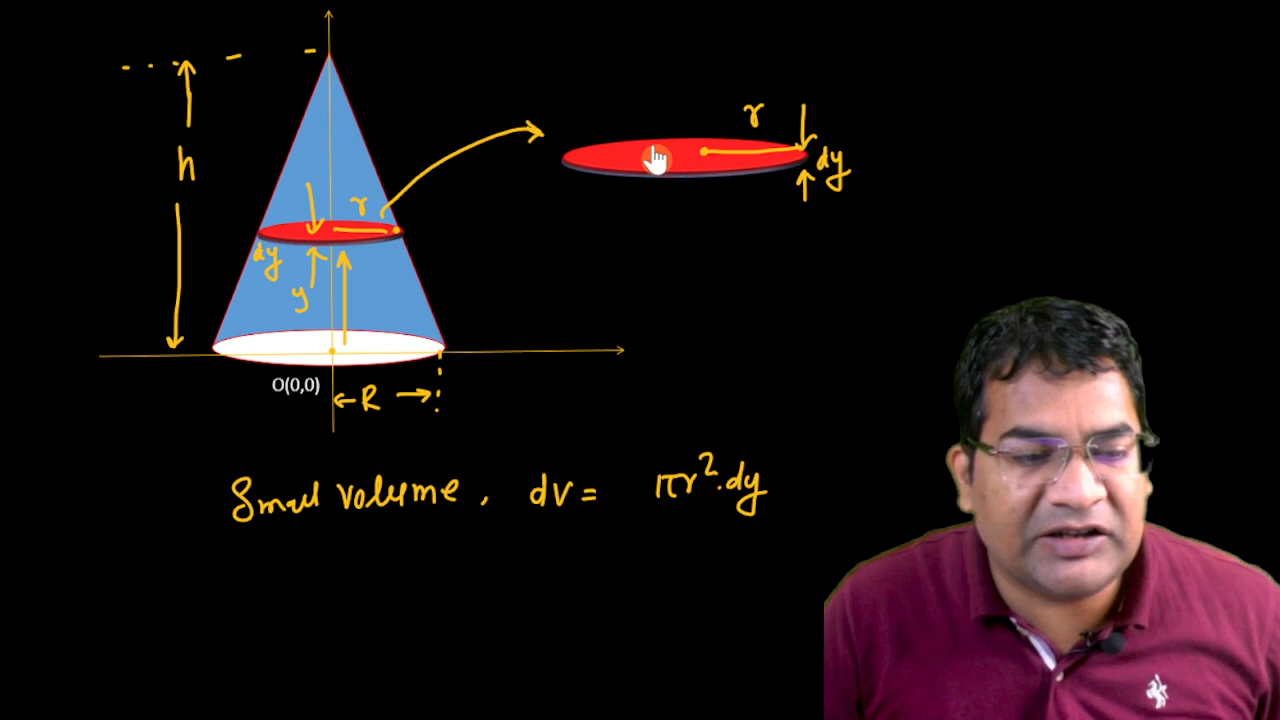 h
r
dy
y
r
dy
O(0,0)
R
Small volume, dv = πr².dy